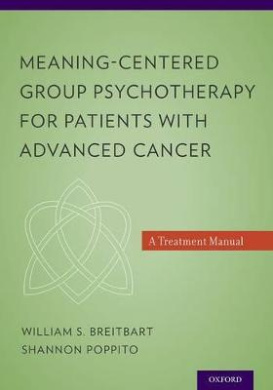 MEANING-CENTERED
GROUP PSYCHOTHERAPY
FOR PATIENTS WITH
ADVANCED CANCER
A Treatment Manual
WILLIAM S. BREITBART
SHANNON POPPITO
OXFORD